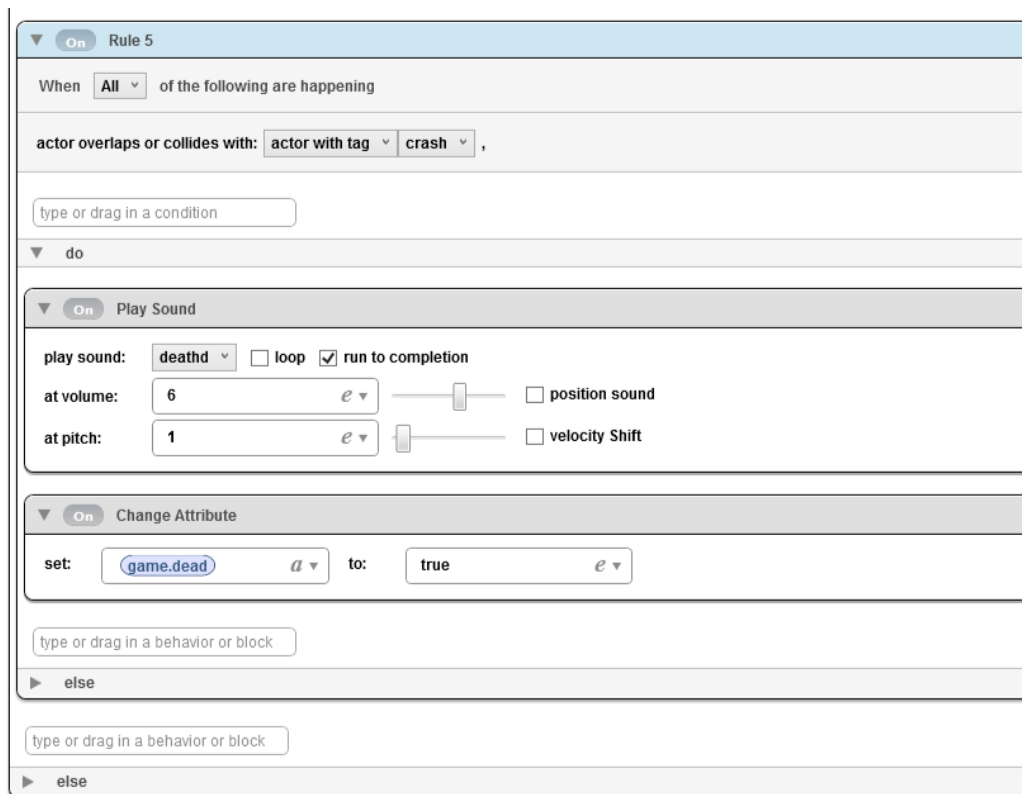 On Rule 5
When All of the following are happening
actor overlaps or collides with: actor with tag crash ,
type or drag in a condition
do
On Play Sound
play sound: deathd loop run to completion
at volume: 6 e position sound
at pitch: 1 e velocity Shift
On Change Attribute
set: game.dead a to: true e
type or drag in a behavior or block
else
type or drag in a behavior or block
else